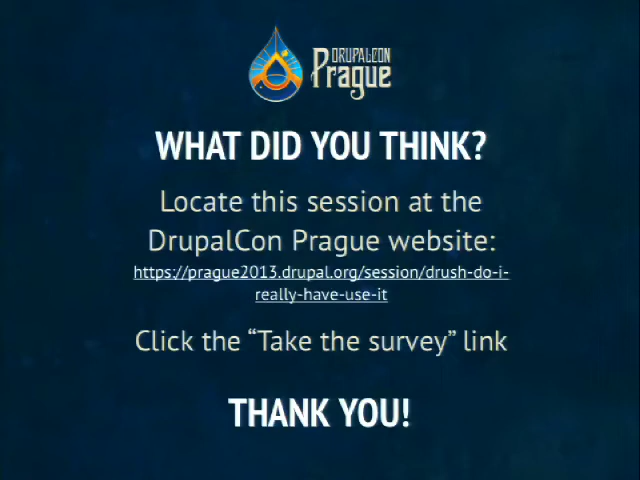 DRUPALCON
Prague
WHAT DID YOU THINK?
Locate this session at the
DrupalCon Prague website:
https://prague2013.drupal.org/session/drush-do-i-
really-have-use-it
Click the “Take the survey” link
THANK YOU!